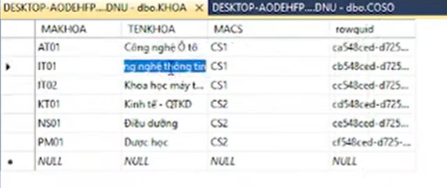 DESKTOP-AODEHFP....DNU - dbo.KHOA × DESKTOP-AODEHFP....DNU - dbo.COSO
MAKHOA TENKHOA MACS rowquid
AT01 Công nghệ Ô tô CS1 ca548ced-d725...
IT01 ng nghệ thông tin CS1 cb548ced-d725...
IT02 Khoa học máy t... CS1 cc548ced-d725...
KT01 Kinh tế - QTKD CS2 cd548ced-d725...
NS01 Điều dưỡng CS2 ce548ced-d725...
PM01 Dược học CS2 cf548ced-d725-...
NULL NULL NULL NULL